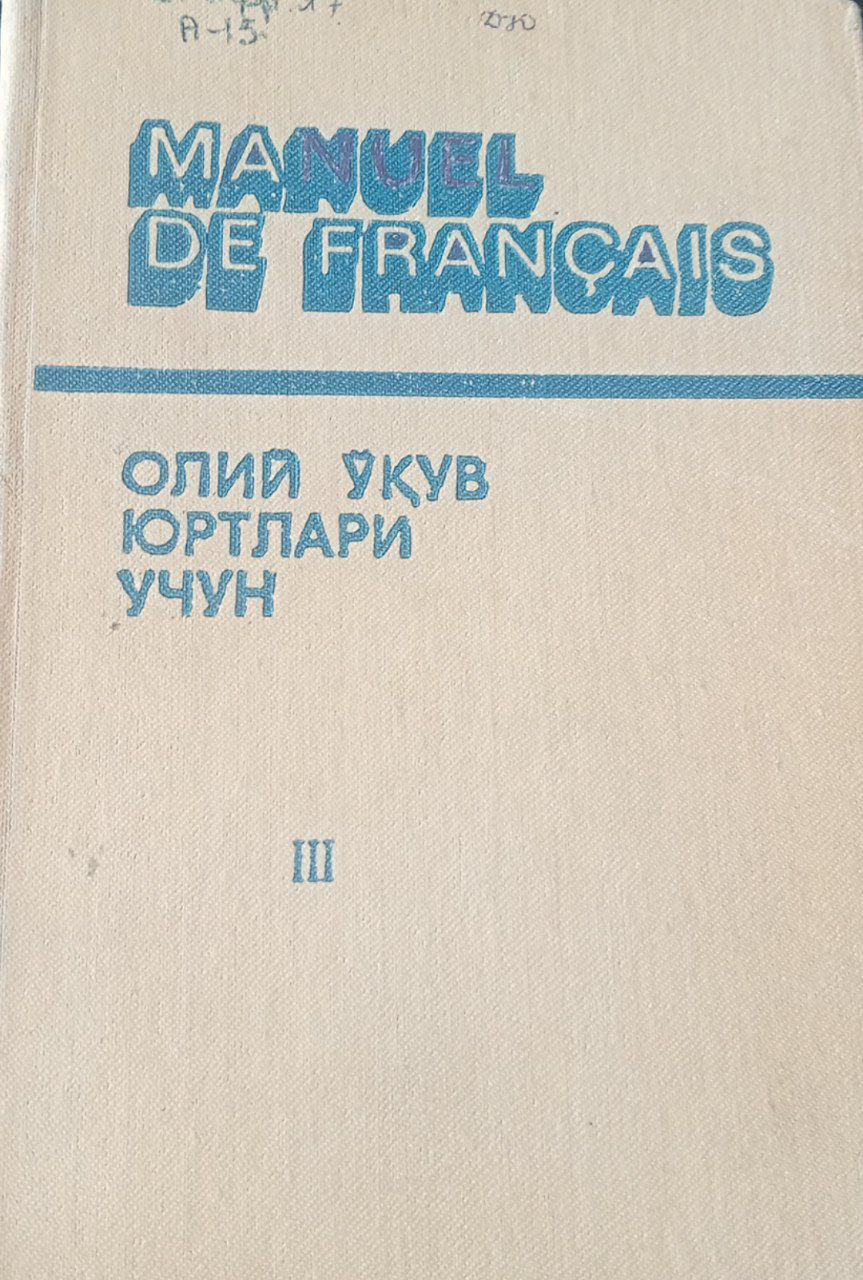 А-15
MANUEL
DE FRANÇAIS
ОЛИЙ ЎҚУВ
ЮРТЛАРИ
УЧУН
III